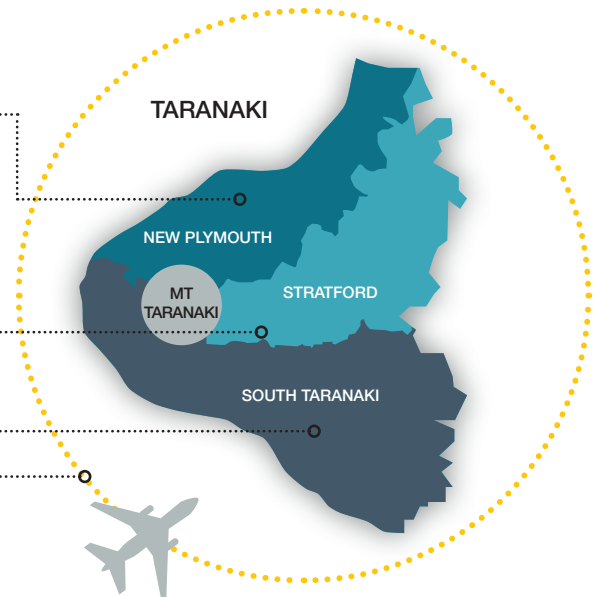 TARANAKI
NEW PLYMOUTH
MT
TARANAKI
STRATFORD
SOUTH TARANAKI